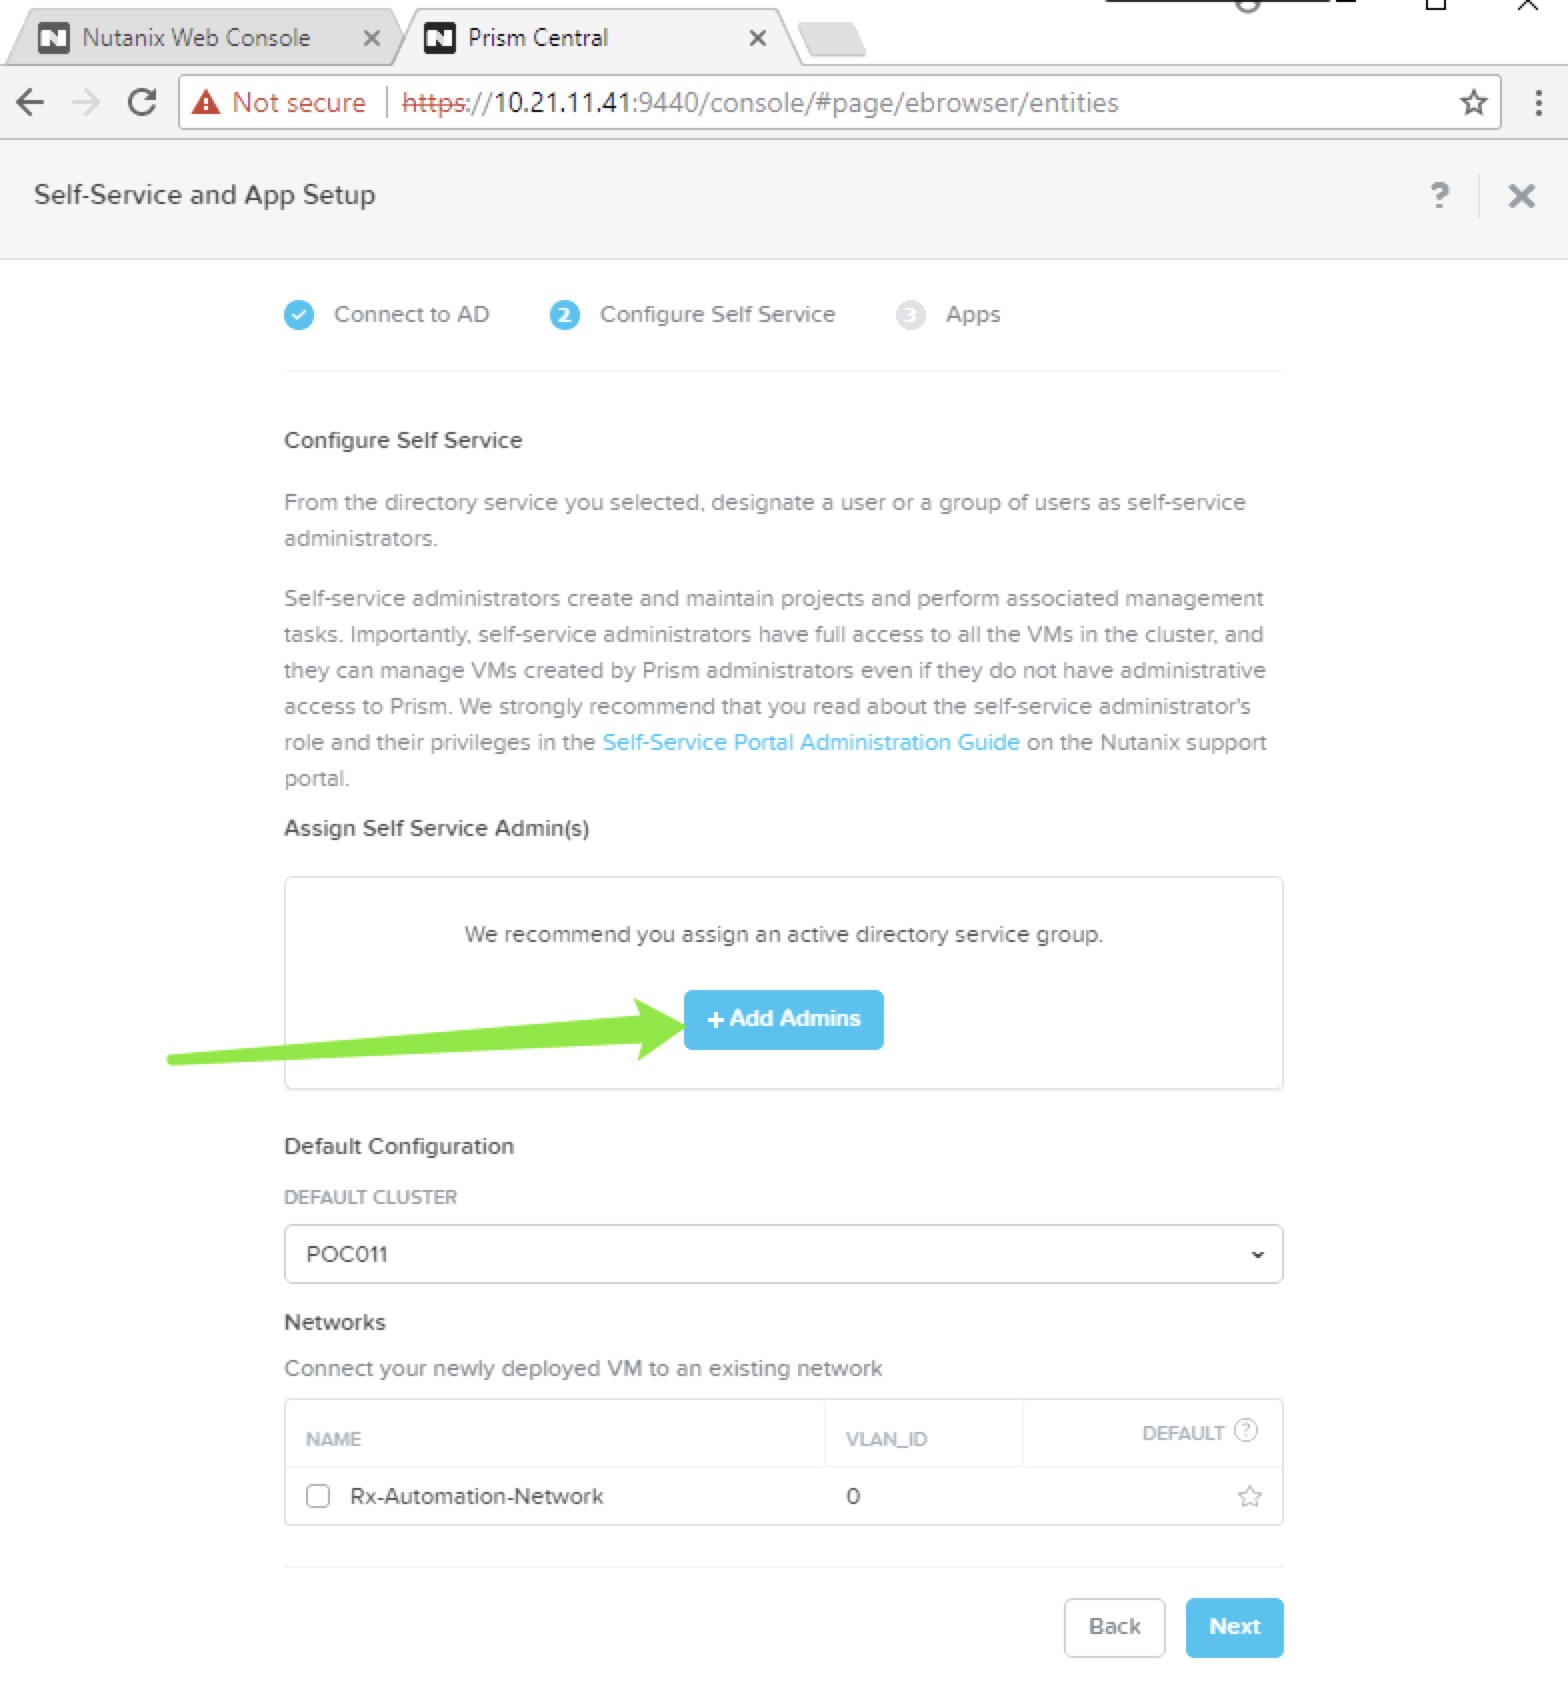 Nutanix Web Console
Prism Central
Not secure https://10.21.11.41:9440/console/#page/ebrowser/entities
Self-Service and App Setup ?
Connect to AD 2 Configure Self Service 3 Apps
Configure Self Service
From the directory service you selected, designate a user or a group of users as self-service
administrators.
Self-service administrators create and maintain projects and perform associated management
tasks. Importantly, self-service administrators have full access to all the VMs in the cluster, and
they can manage VMs created by Prism administrators even if they do not have administrative
access to Prism. We strongly recommend that you read about the self-service administrator's
role and their privileges in the Self-Service Portal Administration Guide on the Nutanix support
portal.
Assign Self Service Admin(s)
We recommend you assign an active directory service group.
+ Add Admins
Default Configuration
DEFAULT CLUSTER
POC011
Networks
Connect your newly deployed VM to an existing network
NAME VLAN_ID DEFAULT ?
Rx-Automation-Network 0
Back Next